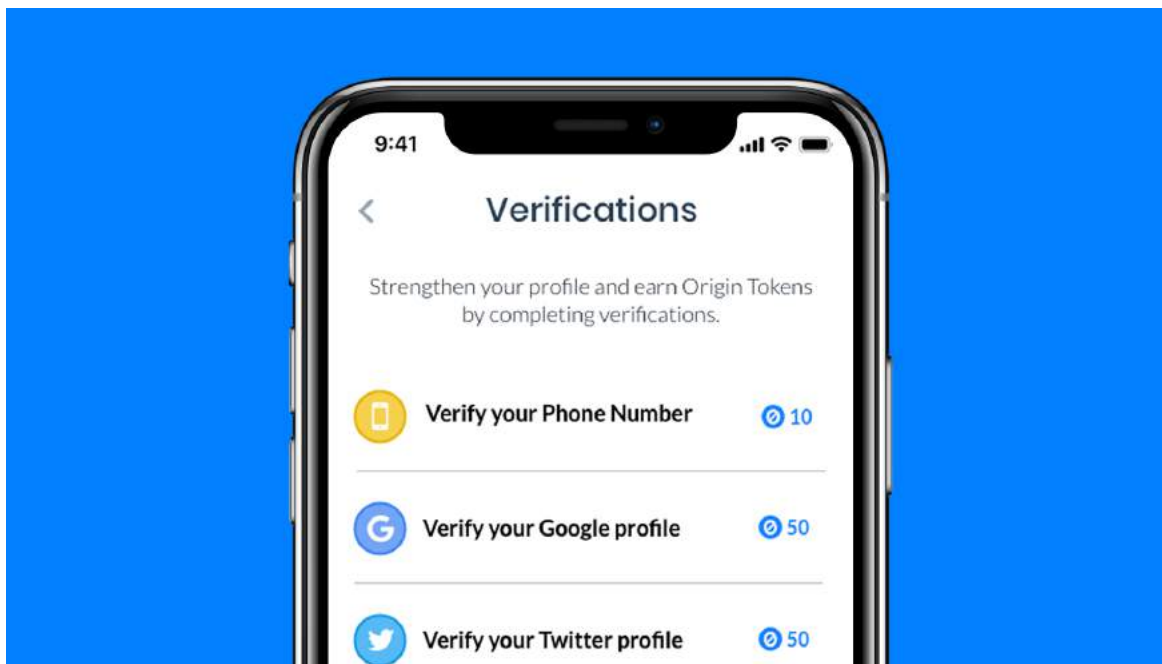 9:41
Verifications
Strengthen your profile and earn Origin Tokens
by completing verifications.
Verify your Phone Number 10
Verify your Google profile 50
Verify your Twitter profile 50